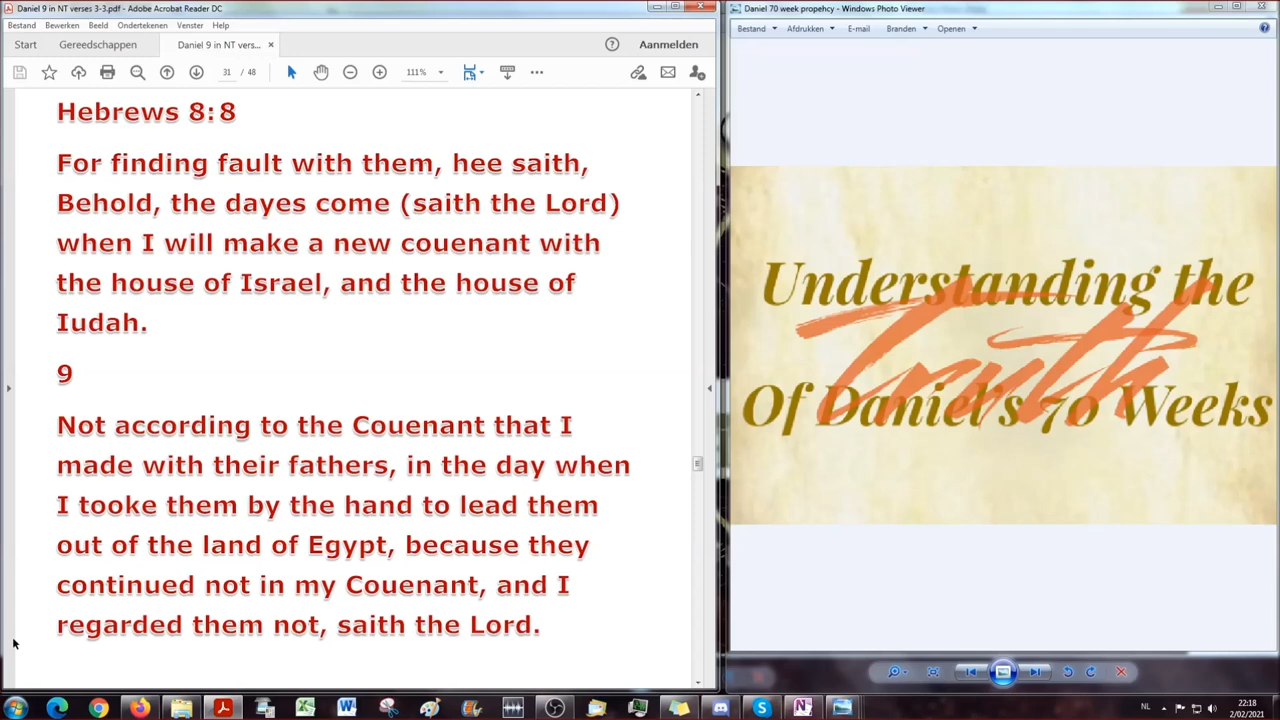 Daniel 9 in NT verses 3-3.pdf - Adobe Acrobat Reader DC
Bestand Bewerken Beeld Ondertekenen Venster Help
Start Gereedschappen Daniel 9 in NT vers... × Aanmelden
31 / 48 111%
Hebrews 8:8
For finding fault with them, hee saith,
Behold, the dayes come (saith the Lord)
when I will make a new couenant with
the house of Israel, and the house of
Iudah.
9
Not according to the Couenant that I
made with their fathers, in the day when
I tooke them by the hand to lead them
out of the land of Egypt, because they
continued not in my Couenant, and I
regarded them not, saith the Lord.
Daniel 70 week propehcy - Windows Photo Viewer
Bestand Afdrukken E-mail Branden Openen
Understanding the
Truth
Of Daniel's 70 Weeks
NL 22:18
2/02/2021